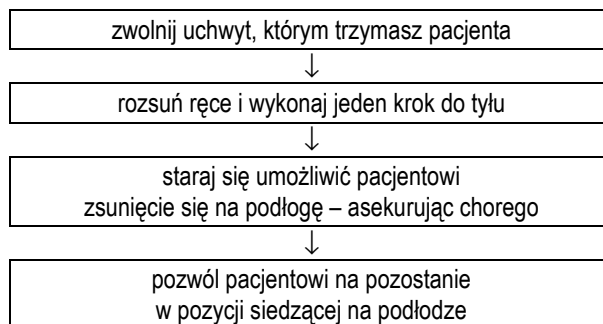 zwolnij uchwyt, którym trzymasz pacjenta
↓
rozsuń ręce i wykonaj jeden krok do tyłu
↓
staraj się umożliwić pacjentowi
zsunięcie się na podłogę – asekurując chorego
↓
pozwól pacjentowi na pozostanie
w pozycji siedzącej na podłodze